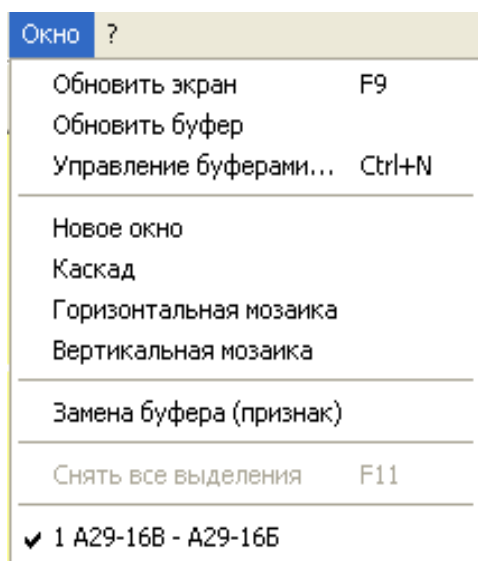 Окно ?
Обновить экран F9
Обновить буфер
Управление буферами... Ctrl+N
Новое окно
Каскад
Горизонтальная мозаика
Вертикальная мозаика
Замена буфера (признак)
Снять все выделения F11
✔ 1 А29-16В - А29-16Б